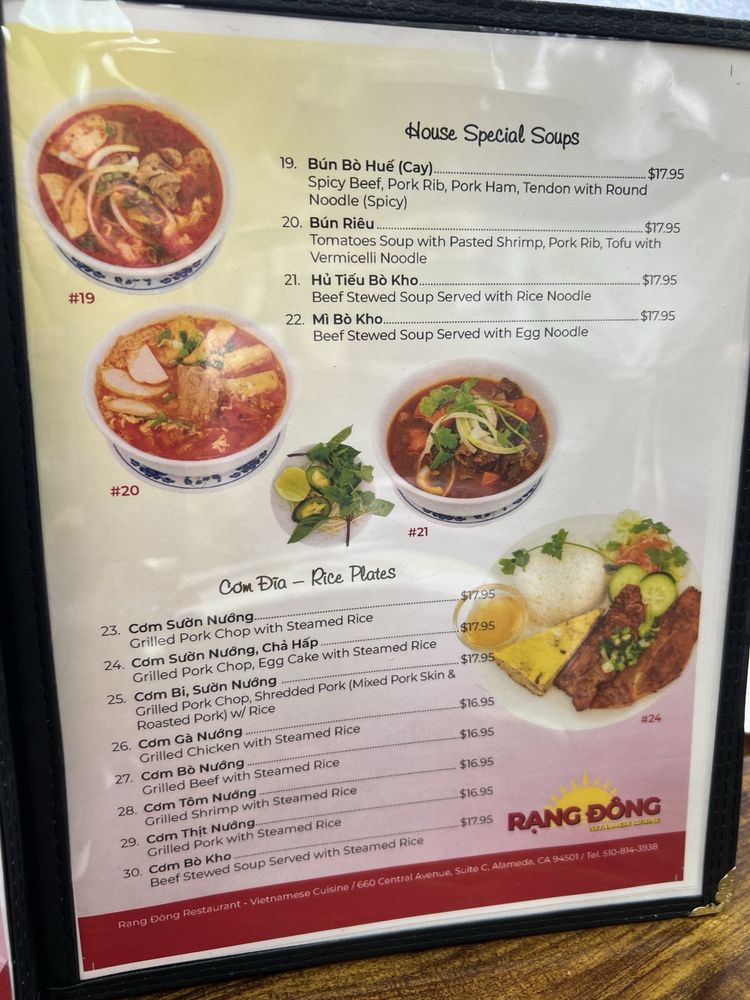 House Special Soups
19. Bún Bò Huế (Cay)........................................$17.95
Spicy Beef, Pork Rib, Pork Ham, Tendon with Round
Noodle (Spicy)
20. Bún Riêu........................................$17.95
Tomatoes Soup with Pasted Shrimp, Pork Rib, Tofu with
Vermicelli Noodle
21. Hủ Tiếu Bò Kho........................................$17.95
Beef Stewed Soup Served with Rice Noodle
22. Mì Bò Kho........................................$17.95
Beef Stewed Soup Served with Egg Noodle
#19
#20
#21
Cơm Đĩa – Rice Plates
23. Cơm Sườn Nướng........................................$17.95
Grilled Pork Chop with Steamed Rice
24. Cơm Sườn Nướng, Chả Hấp........................................$17.95
Grilled Pork Chop, Egg Cake with Steamed Rice
25. Cơm Bì, Sườn Nướng........................................$17.95
Grilled Pork Chop, Shredded Pork (Mixed Pork Skin &
Roasted Pork) w/ Rice
26. Cơm Gà Nướng........................................$16.95
Grilled Chicken with Steamed Rice
27. Cơm Bò Nướng........................................$16.95
Grilled Beef with Steamed Rice
28. Cơm Tôm Nướng........................................$16.95
Grilled Shrimp with Steamed Rice
29. Cơm Thịt Nướng........................................$16.95
Grilled Pork with Steamed Rice
30. Cơm Bò Kho........................................$17.95
Beef Stewed Soup Served with Steamed Rice
#24
RẠNG ĐÔNG
VIETNAMESE CUISINE
Rạng Đông Restaurant - Vietnamese Cuisine / 660 Central Avenue, Suite C, Alameda, CA 94501 / Tel. 510-814-3938